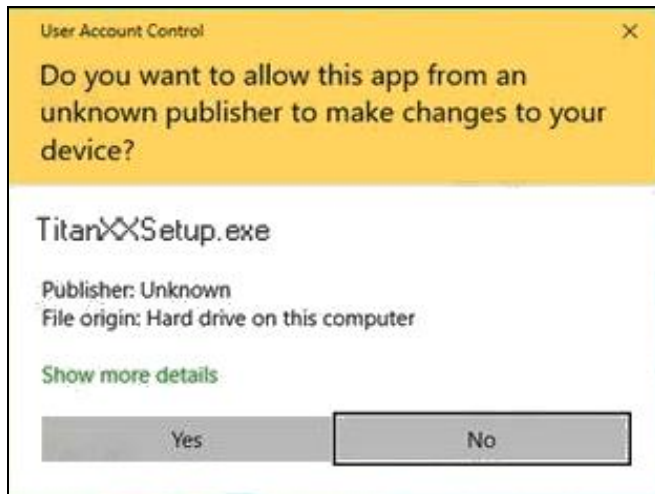 User Account Control
Do you want to allow this app from an
unknown publisher to make changes to your
device?
TitanXXSetup.exe
Publisher: Unknown
File origin: Hard drive on this computer
Show more details
Yes
No